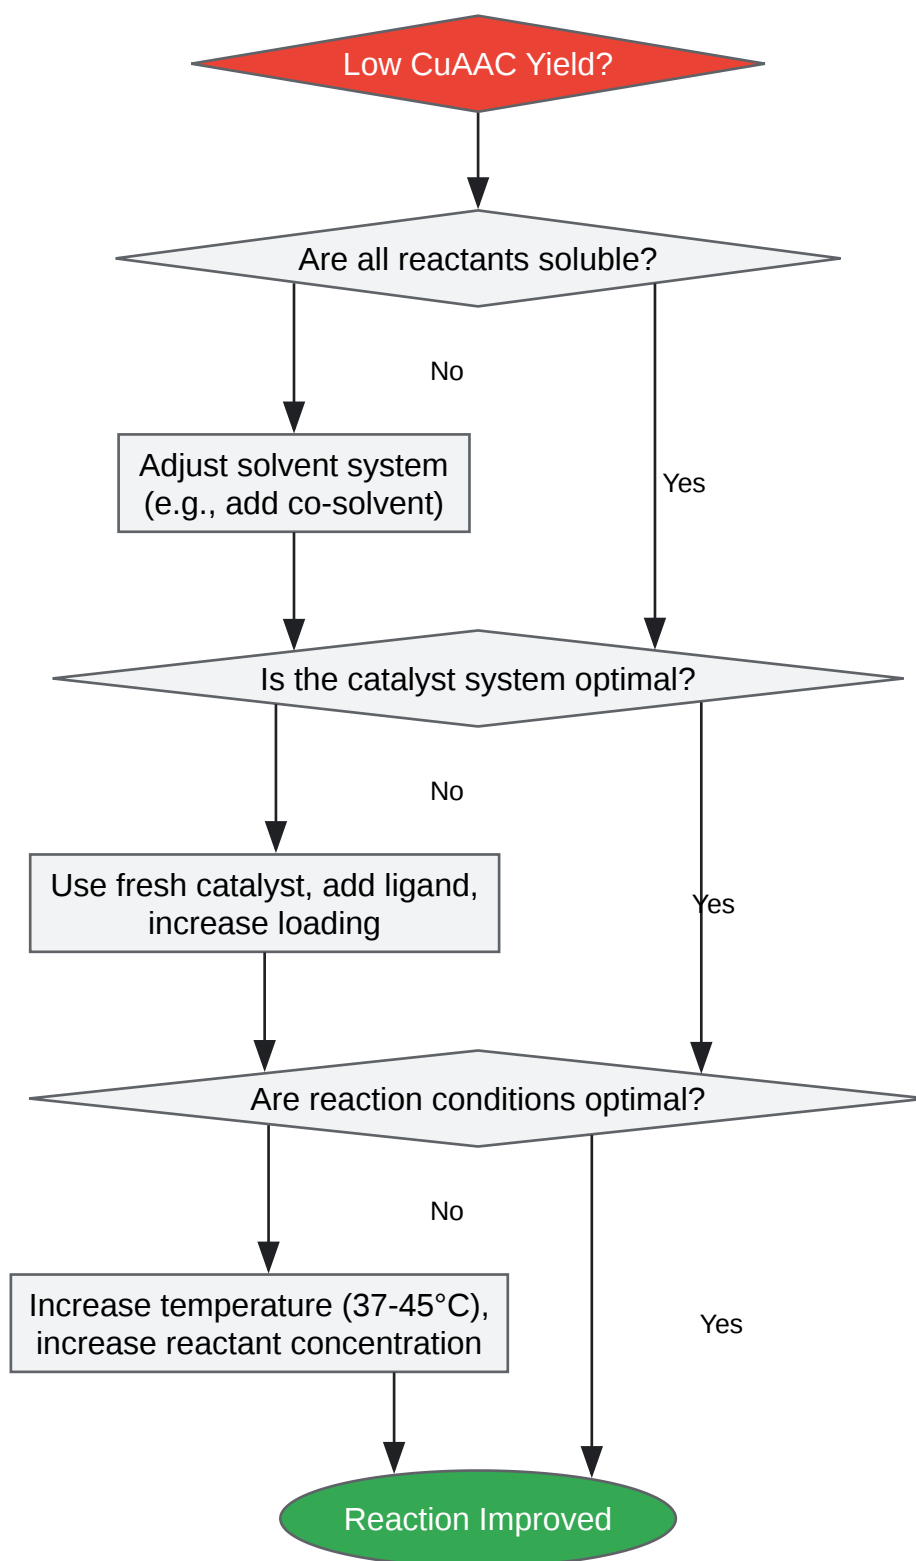 Low CuAAC Yield?
Are all reactants soluble?
No
Adjust solvent system
(e.g., add co-solvent)
Yes
Is the catalyst system optimal?
No
Use fresh catalyst, add ligand,
increase loading
Yes
Are reaction conditions optimal?
No
Increase temperature (37-45°C),
increase reactant concentration
Yes
Reaction Improved